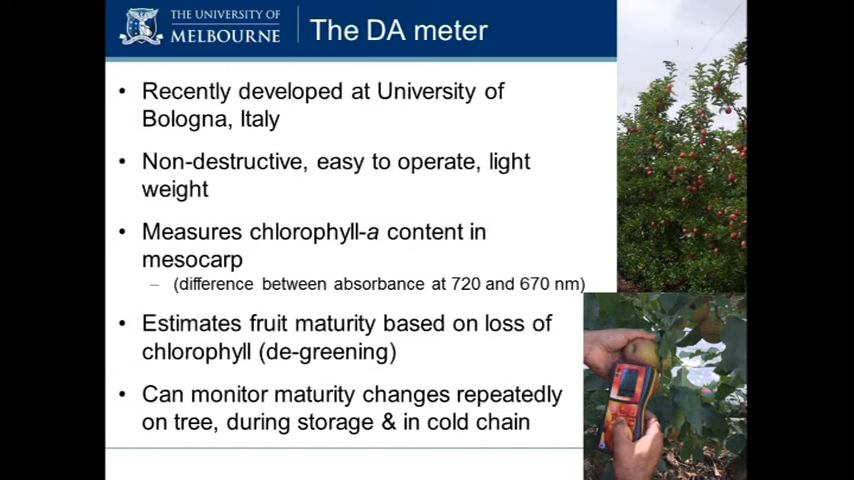 THE UNIVERSITY OF
MELBOURNE
The DA meter
• Recently developed at University of
Bologna, Italy
• Non-destructive, easy to operate, light
weight
• Measures chlorophyll-a content in
mesocarp
– (difference between absorbance at 720 and 670 nm)
• Estimates fruit maturity based on loss of
chlorophyll (de-greening)
• Can monitor maturity changes repeatedly
on tree, during storage & in cold chain